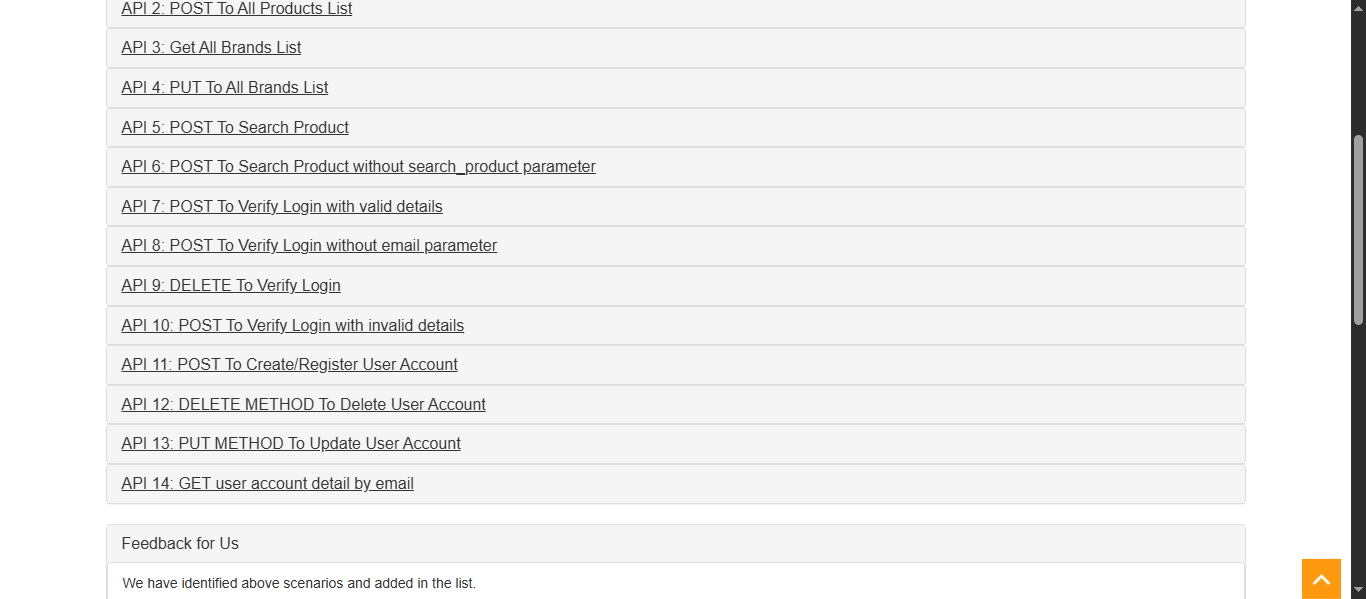 API 2: POST To All Products List
API 3: Get All Brands List
API 4: PUT To All Brands List
API 5: POST To Search Product
API 6: POST To Search Product without search_product parameter
API 7: POST To Verify Login with valid details
API 8: POST To Verify Login without email parameter
API 9: DELETE To Verify Login
API 10: POST To Verify Login with invalid details
API 11: POST To Create/Register User Account
API 12: DELETE METHOD To Delete User Account
API 13: PUT METHOD To Update User Account
API 14: GET user account detail by email
Feedback for Us
We have identified above scenarios and added in the list.